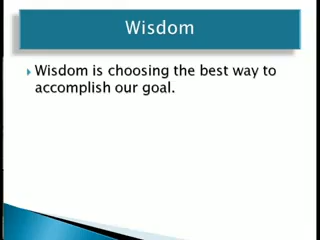 Wisdom
Wisdom is choosing the best way to
accomplish our goal.